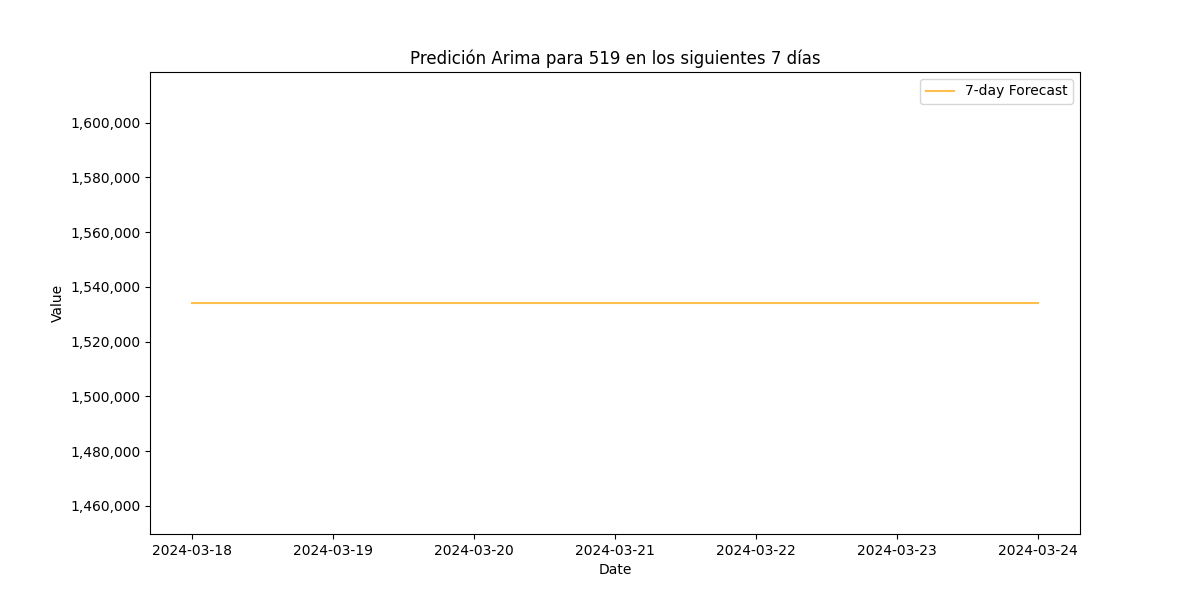 Predición Arima para 519 en los siguientes 7 días
7-day Forecast
1,600,000
1,580,000
1,560,000
1,540,000
1,520,000
1,500,000
1,480,000
1,460,000
Value
2024-03-18 2024-03-19 2024-03-20 2024-03-21 2024-03-22 2024-03-23 2024-03-24
Date